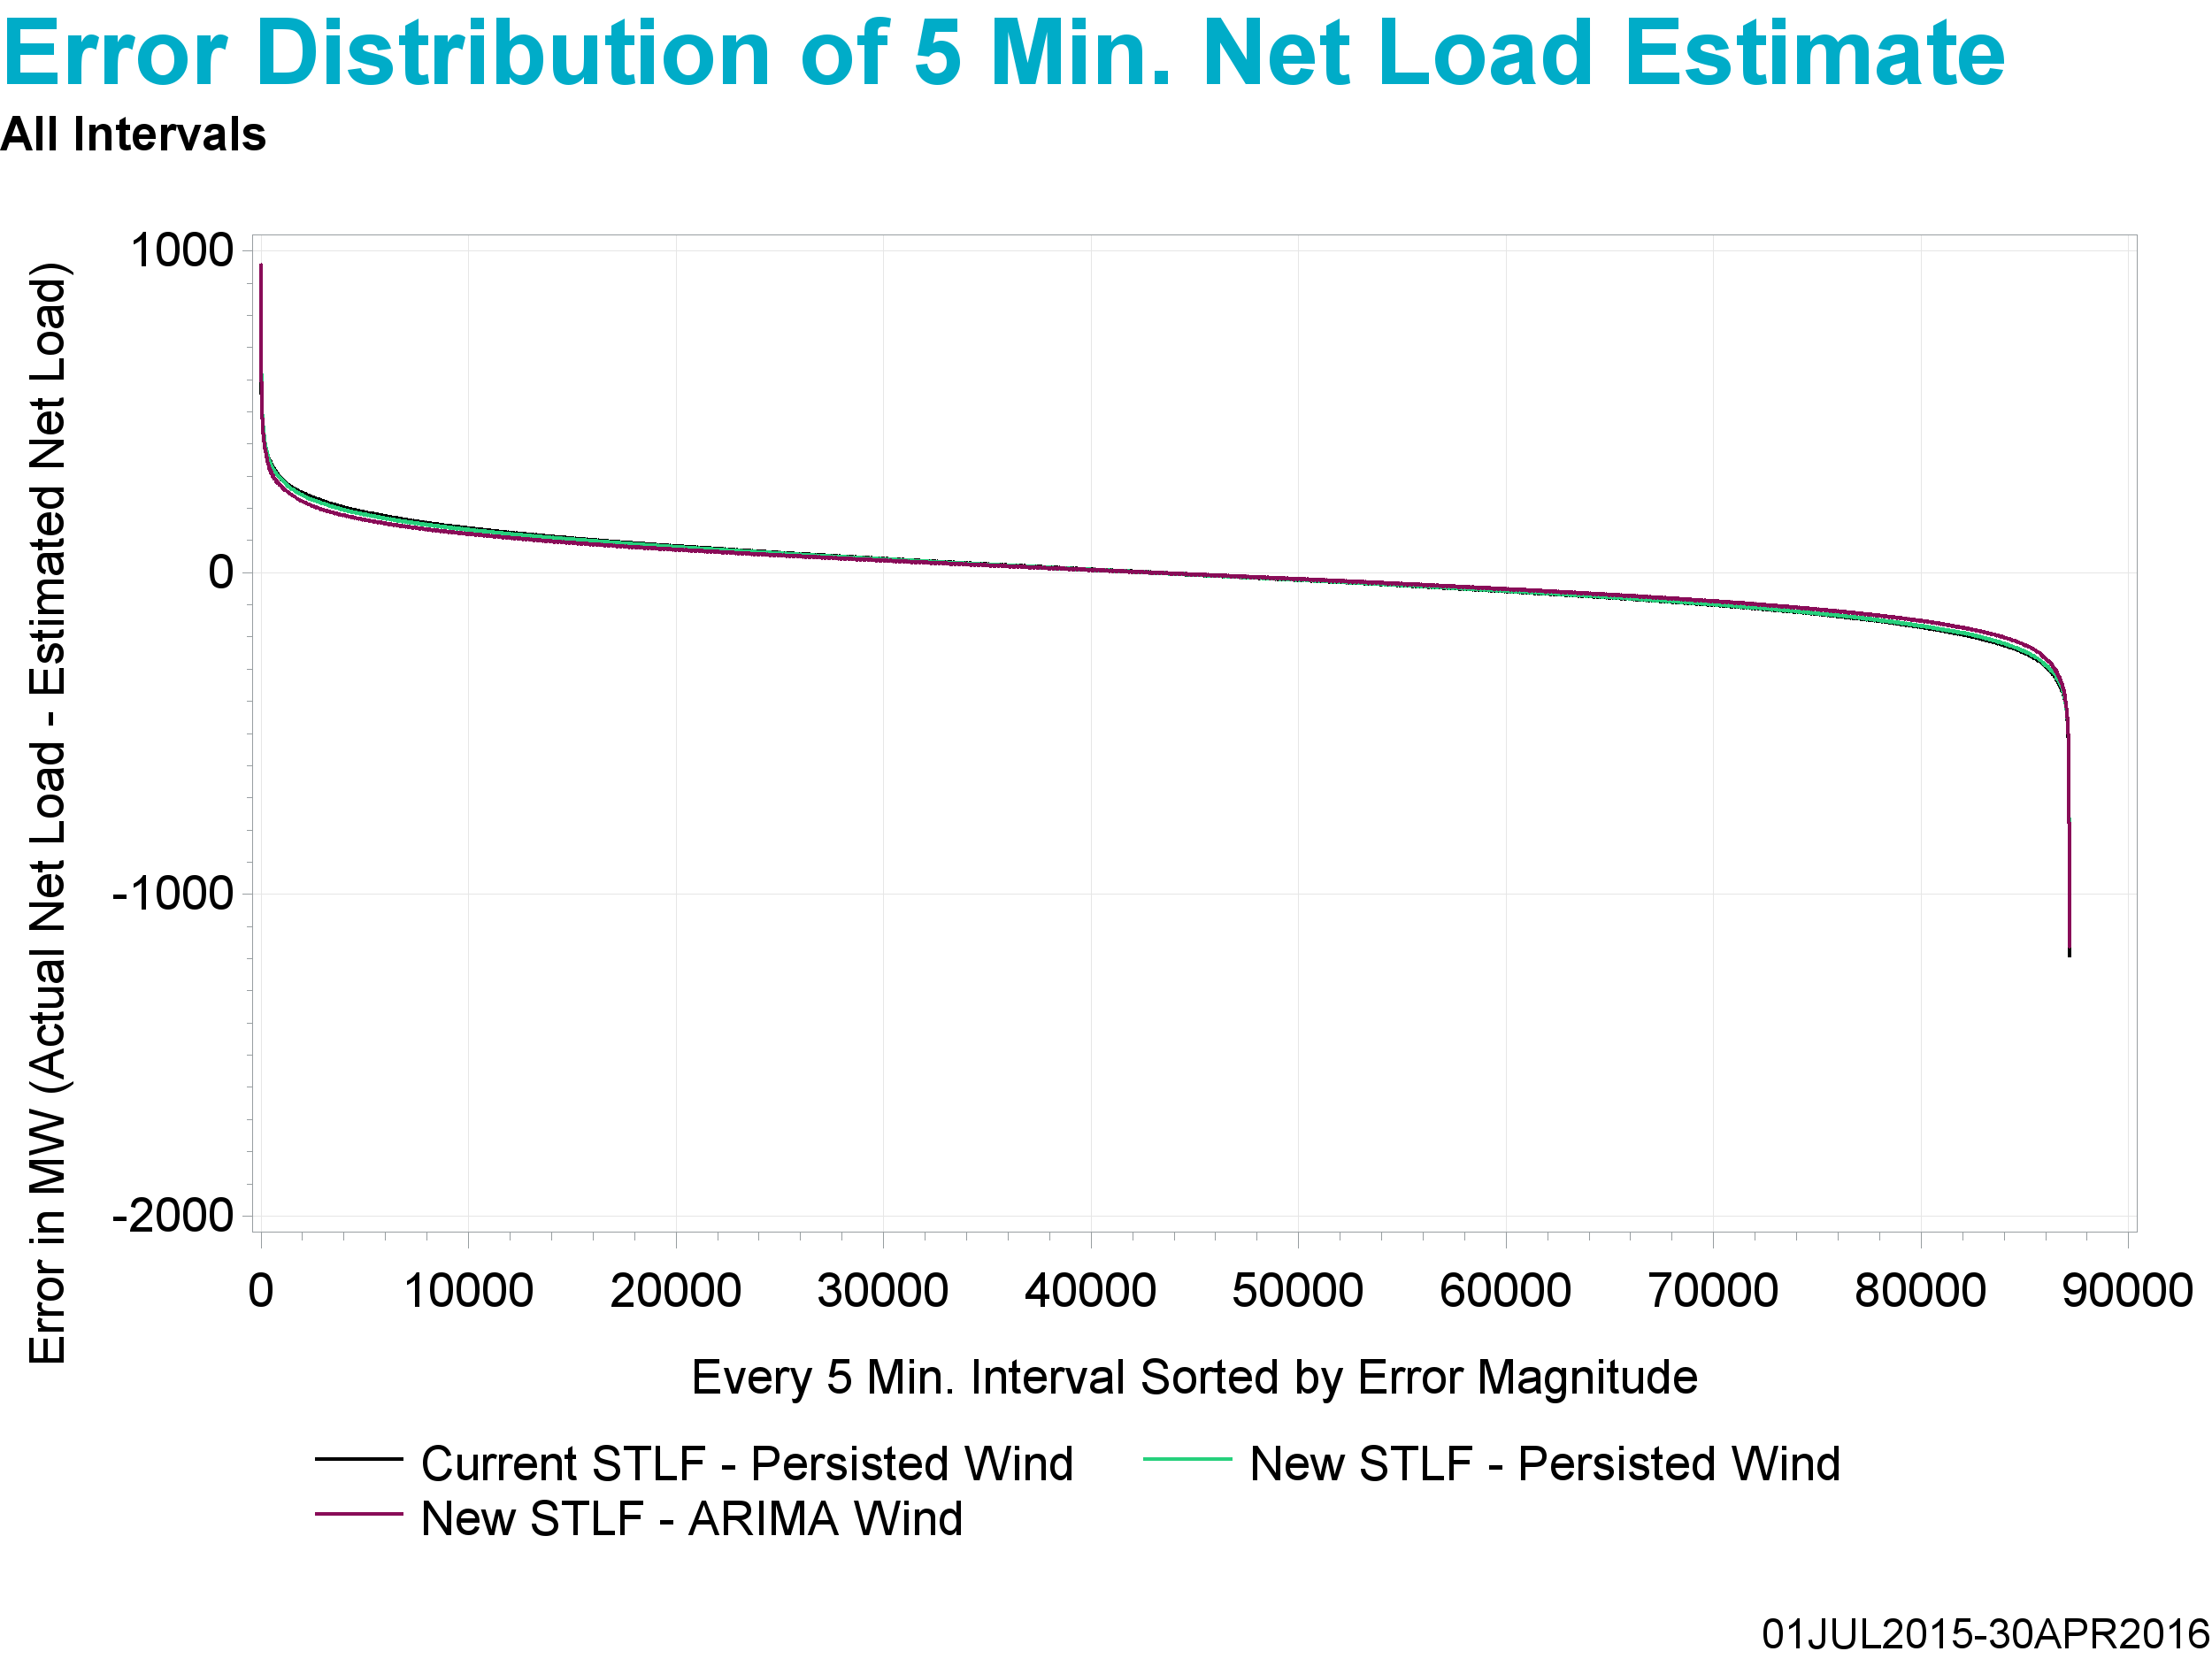 Error Distribution of 5 Min. Net Load Estimate
All Intervals
Error in MW (Actual Net Load - Estimated Net Load)
1000
0
-1000
-2000
0 10000 20000 30000 40000 50000 60000 70000 80000 90000
Every 5 Min. Interval Sorted by Error Magnitude
Current STLF - Persisted Wind New STLF - Persisted Wind
New STLF - ARIMA Wind
01JUL2015-30APR2016